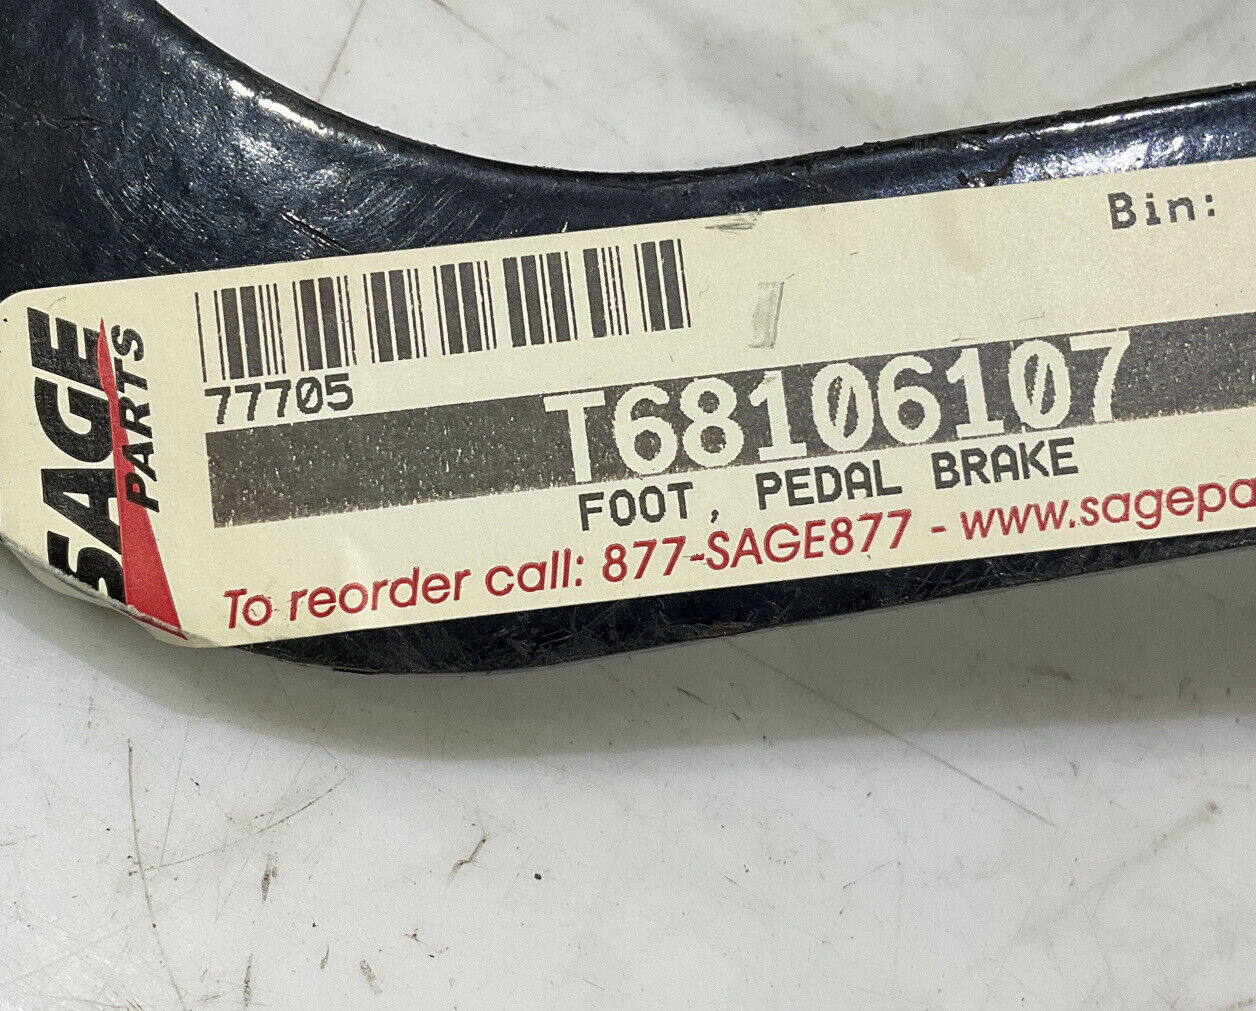 SAGE
PARTS
Bin:
77705
T68106107
FOOT, PEDAL BRAKE
To reorder call: 877-SAGE877 - www.sagepa